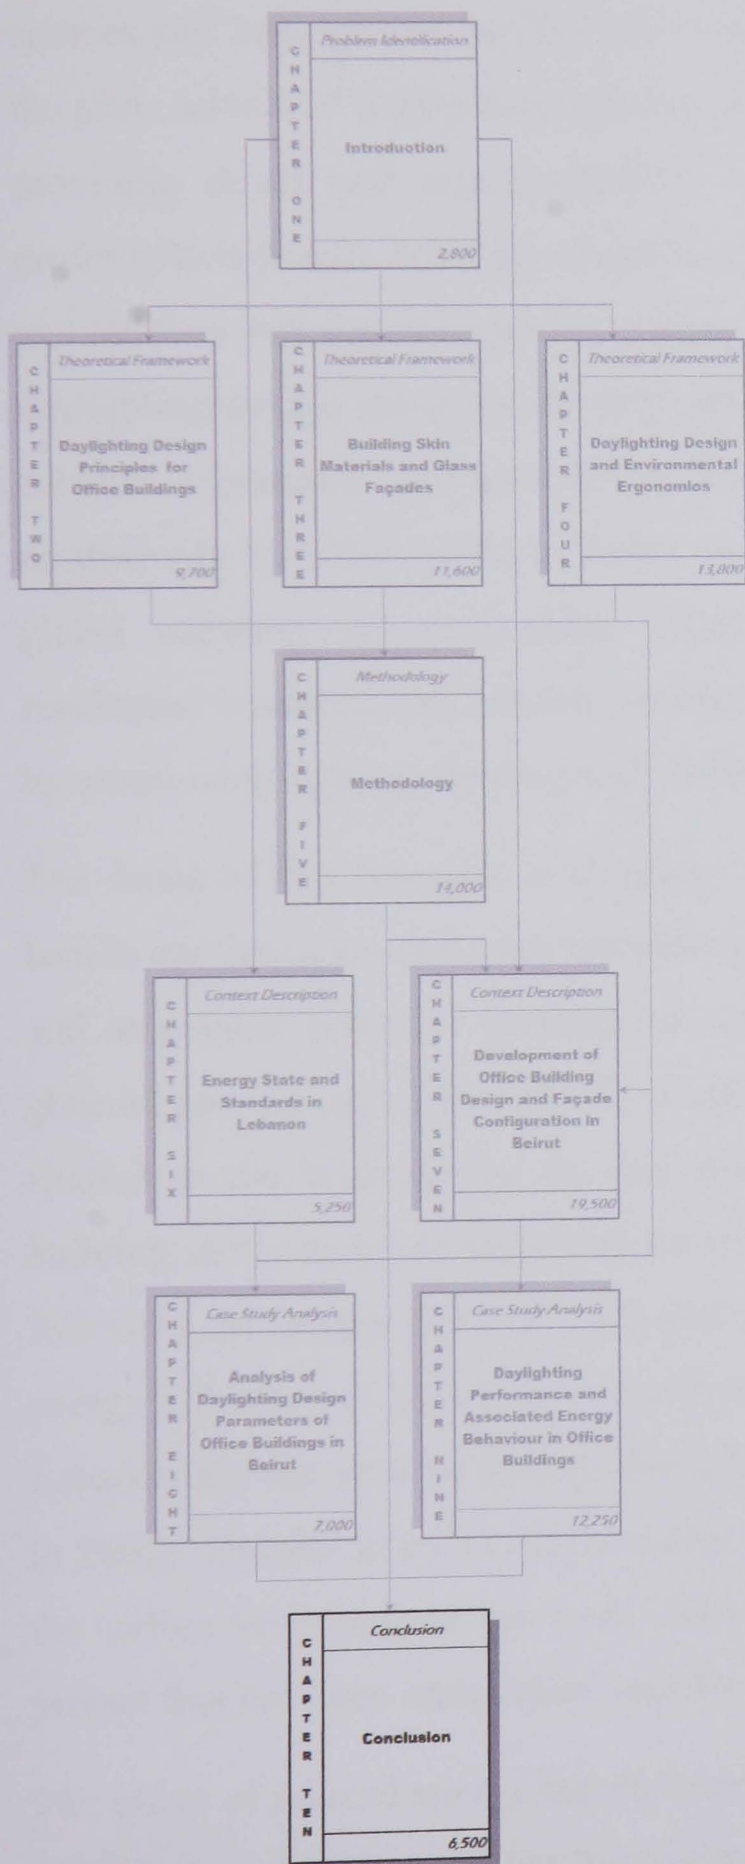 CHAPTER ONE
Problem Identification
Introduction
2,800
CHAPTER TWO
Theoretical Framework
Daylighting Design
Principles for
Office Buildings
9,700
CHAPTER THREE
Theoretical Framework
Building Skin
Materials and Glass
Façades
11,600
CHAPTER FOUR
Theoretical Framework
Daylighting Design
and Environmental
Ergonomics
13,800
CHAPTER FIVE
Methodology
Methodology
14,000
CHAPTER SIX
Context Description
Energy State and
Standards in
Lebanon
5,250
CHAPTER SEVEN
Context Description
Development of
Office Building
Design and Façade
Configuration in
Beirut
19,500
CHAPTER EIGHT
Case Study Analysis
Analysis of
Daylighting Design
Parameters of
Office Buildings in
Beirut
7,000
CHAPTER NINE
Case Study Analysis
Daylighting
Performance and
Associated Energy
Behaviour in Office
Buildings
12,250
CHAPTER TEN
Conclusion
Conclusion
6,500